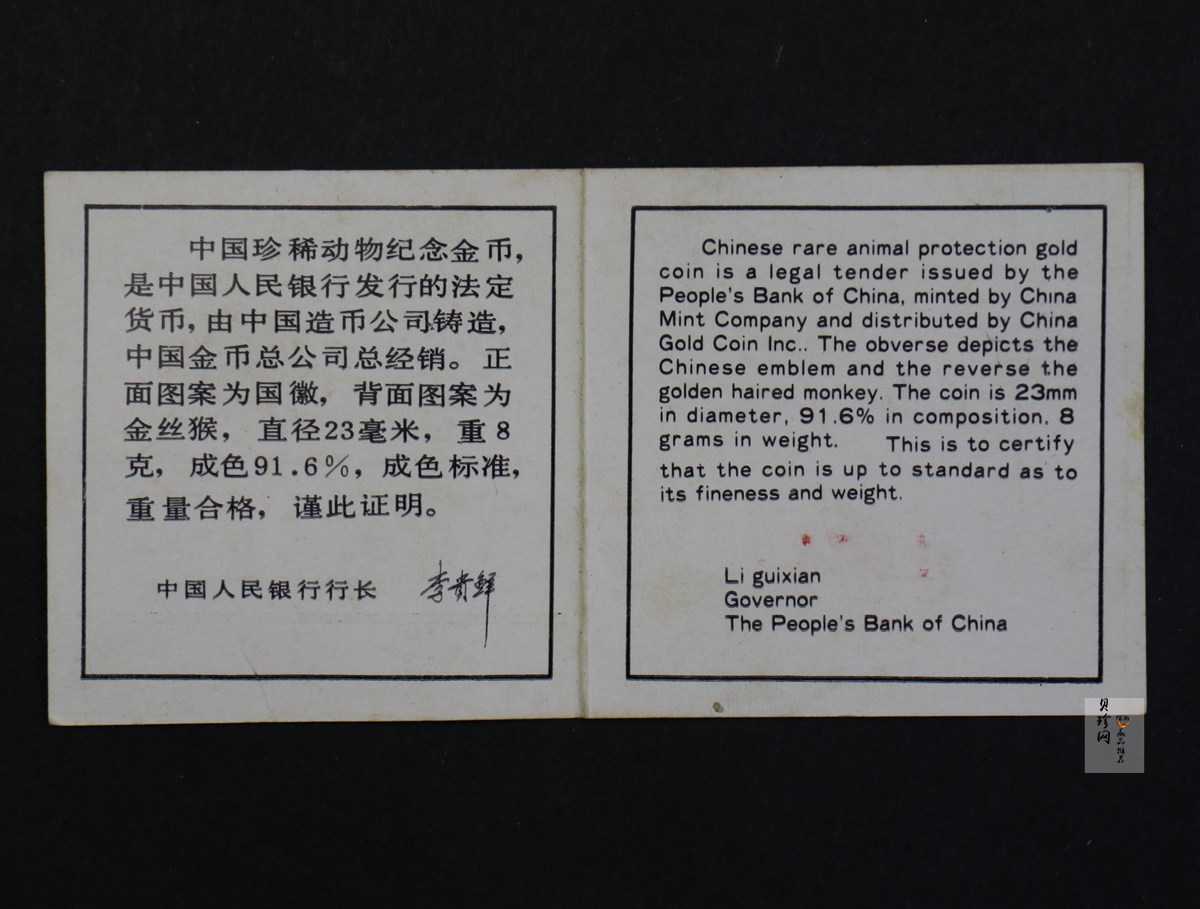 中国珍稀动物纪念金币，
是中国人民银行发行的法定
货币，由中国造币公司铸造，
中国金币总公司总经销。正
面图案为国徽，背面图案为
金丝猴，直径23毫米，重8
克，成色91.6%，成色标准，
重量合格，谨此证明。
中国人民银行行长 李贵鲜
Chinese rare animal protection gold
coin is a legal tender issued by the
People's Bank of China, minted by China
Mint Company and distributed by China
Gold Coin Inc.. The obverse depicts the
Chinese emblem and the reverse the
golden haired monkey. The coin is 23mm
in diameter, 91.6% in composition. 8
grams in weight. This is to certify
that the coin is up to standard as to
its fineness and weight.
Li guixian
Governor
The People's Bank of China
贝珍网